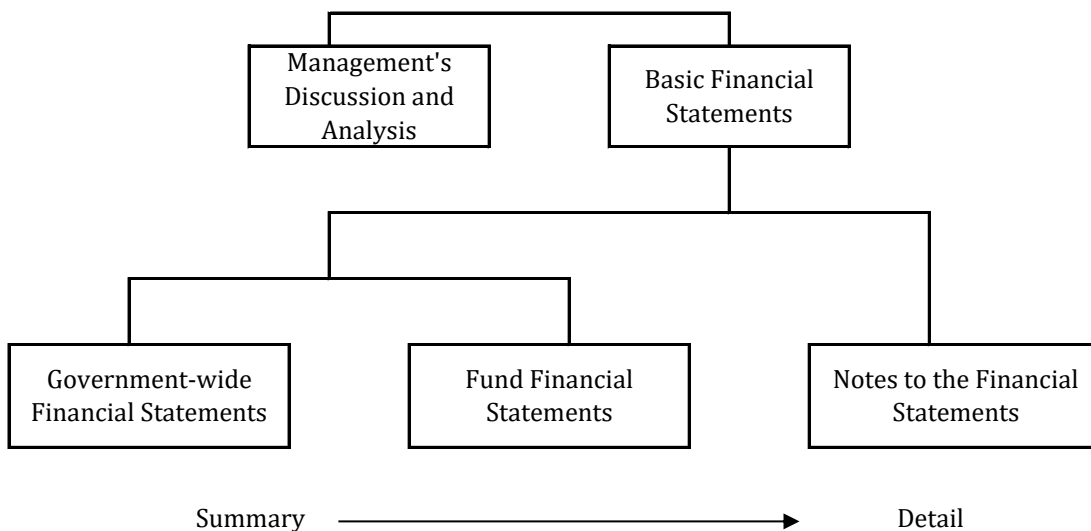 Management's
Discussion and
Analysis
Basic Financial
Statements
Government-wide
Financial Statements
Fund Financial
Statements
Notes to the Financial
Statements
Summary
Detail